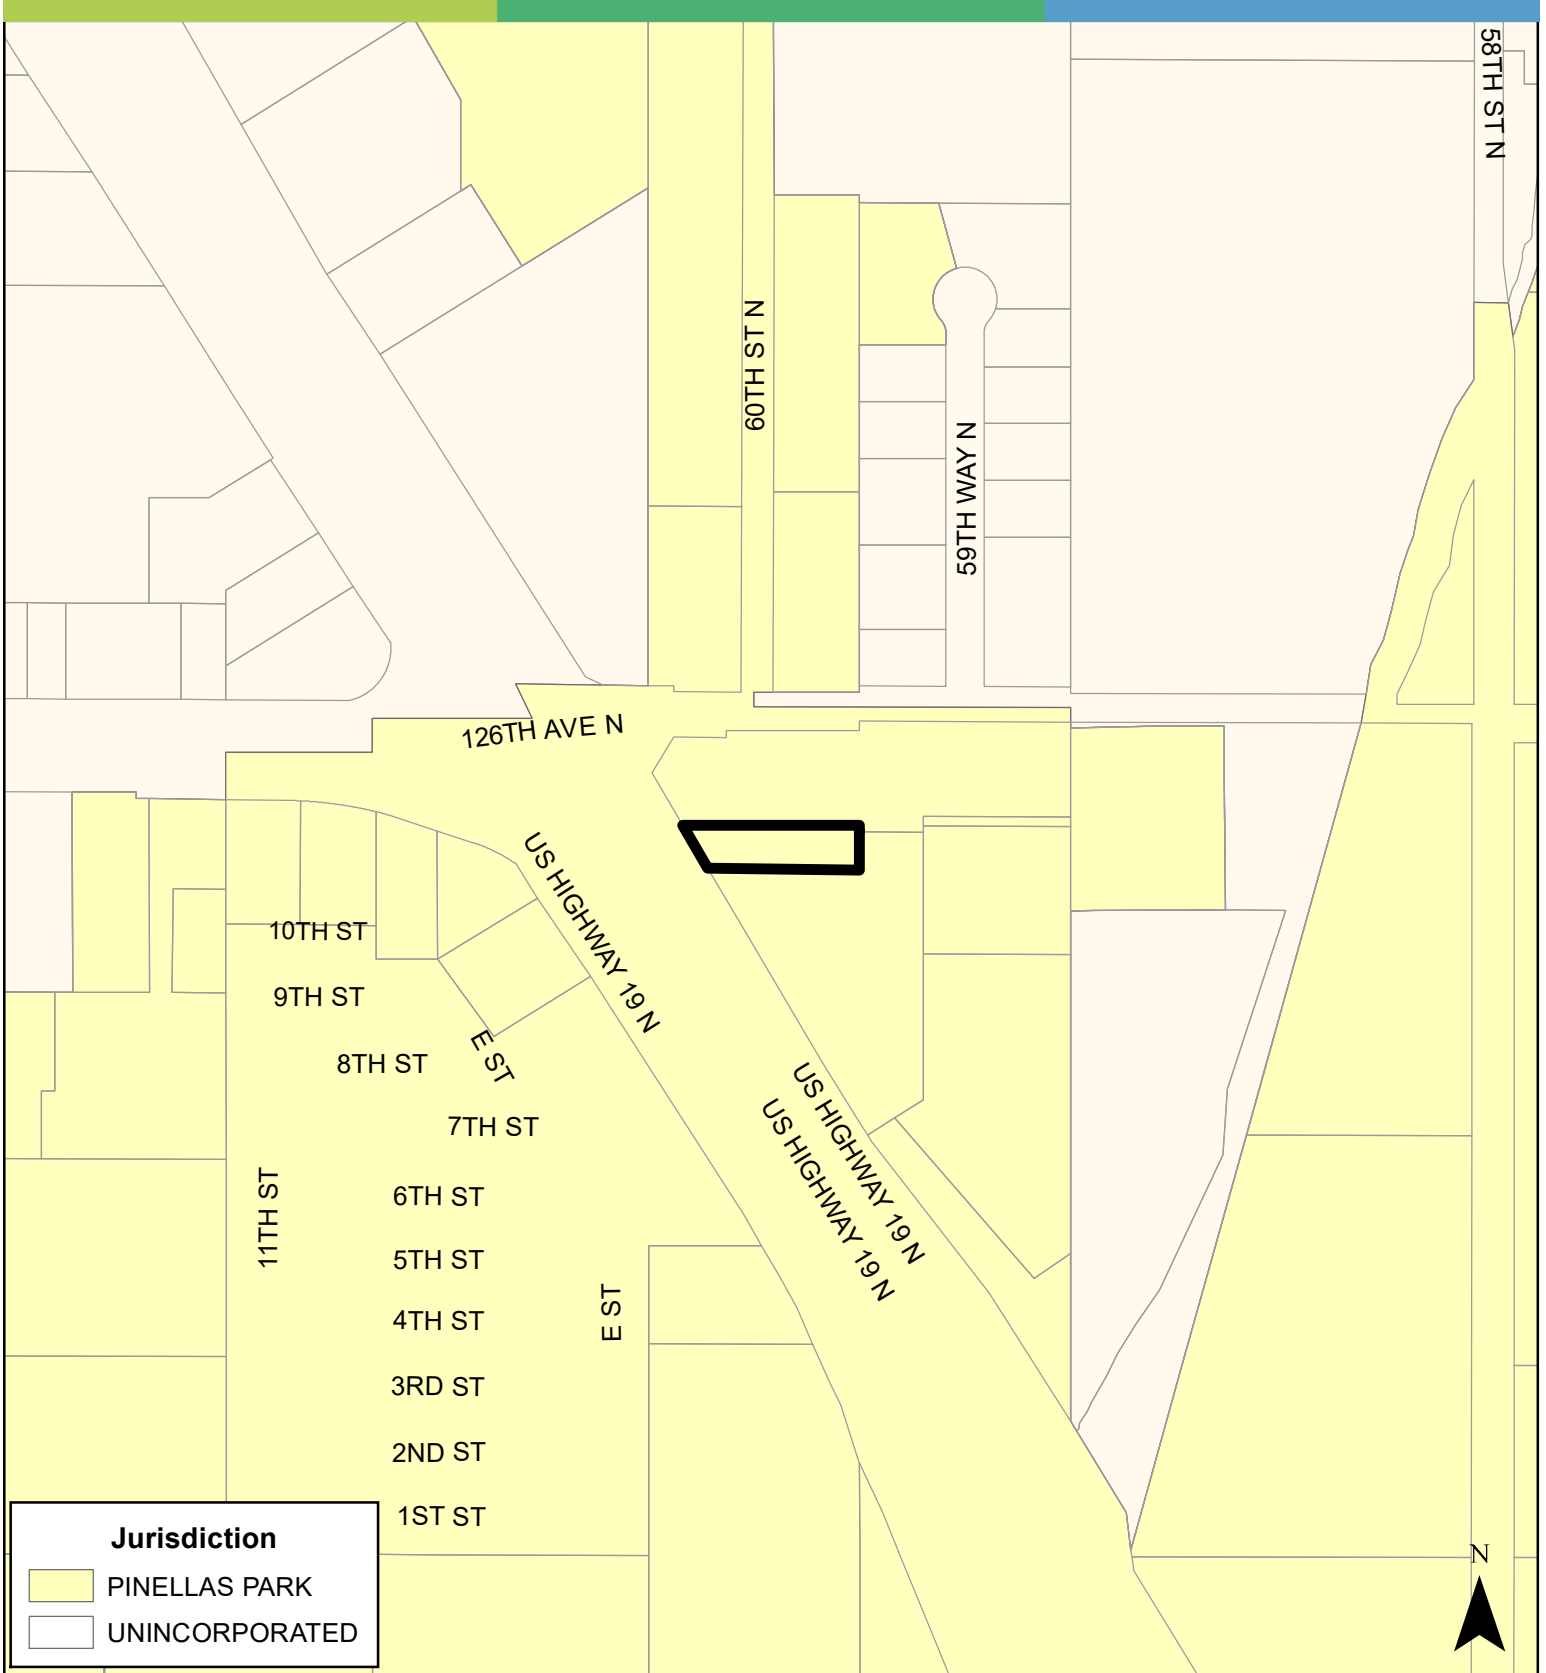 58TH ST N
60TH ST N
59TH WAY N
126TH AVE N
US HIGHWAY 19 N
10TH ST
9TH ST
E ST
8TH ST
US HIGHWAY 19 N
US HIGHWAY 19 N
7TH ST
11TH ST
6TH ST
5TH ST
E ST
4TH ST
3RD ST
2ND ST
1ST ST
Jurisdiction
PINELLAS PARK
UNINCORPORATED
N